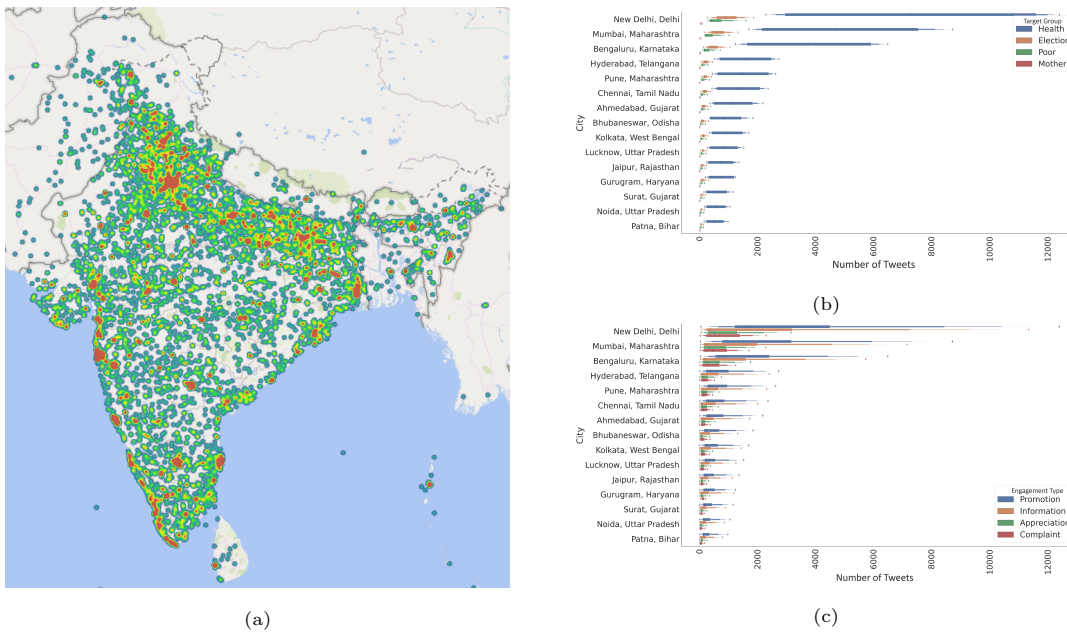 New Delhi, Delhi
Mumbai, Maharashtra
Bengaluru, Karnataka
Hyderabad, Telangana
Pune, Maharashtra
Chennai, Tamil Nadu
Ahmedabad, Gujarat
Bhubaneswar, Odisha
Kolkata, West Bengal
Lucknow, Uttar Pradesh
Jaipur, Rajasthan
Gurugram, Haryana
Surat, Gujarat
Noida, Uttar Pradesh
Patna, Bihar
City
Target Group
Health
Election
Poor
Mother
0 2000 4000 6000 8000 10000 12000
Number of Tweets
(b)
New Delhi, Delhi
Mumbai, Maharashtra
Bengaluru, Karnataka
Hyderabad, Telangana
Pune, Maharashtra
Chennai, Tamil Nadu
Ahmedabad, Gujarat
Bhubaneswar, Odisha
Kolkata, West Bengal
Lucknow, Uttar Pradesh
Jaipur, Rajasthan
Gurugram, Haryana
Surat, Gujarat
Noida, Uttar Pradesh
Patna, Bihar
City
Engagement Type
Promotion
Information
Appreciation
Complaint
0 2000 4000 6000 8000 10000 12000
Number of Tweets
(a)
(c)